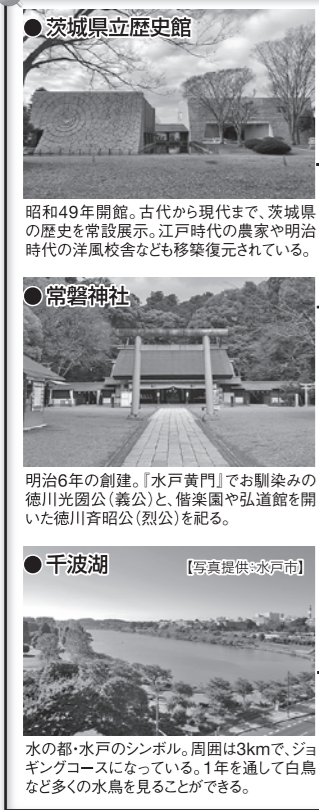 ●茨城県立歴史館
昭和49年開館。古代から現代まで、茨城県
の歴史を常設展示。江戸時代の農家や明治
時代の洋風校舎なども移築復元されている。
●常磐神社
明治6年の創建。『水戸黄門』でお馴染みの
徳川光圀公(義公)と、偕楽園や弘道館を開
いた徳川斉昭公(烈公)を祀る。
●千波湖
【写真提供:水戸市】
水の都・水戸のシンボル。周囲は3kmで、ジョ
ギングコースになっている。1年を通して白鳥
など多くの水鳥を見ることができる。